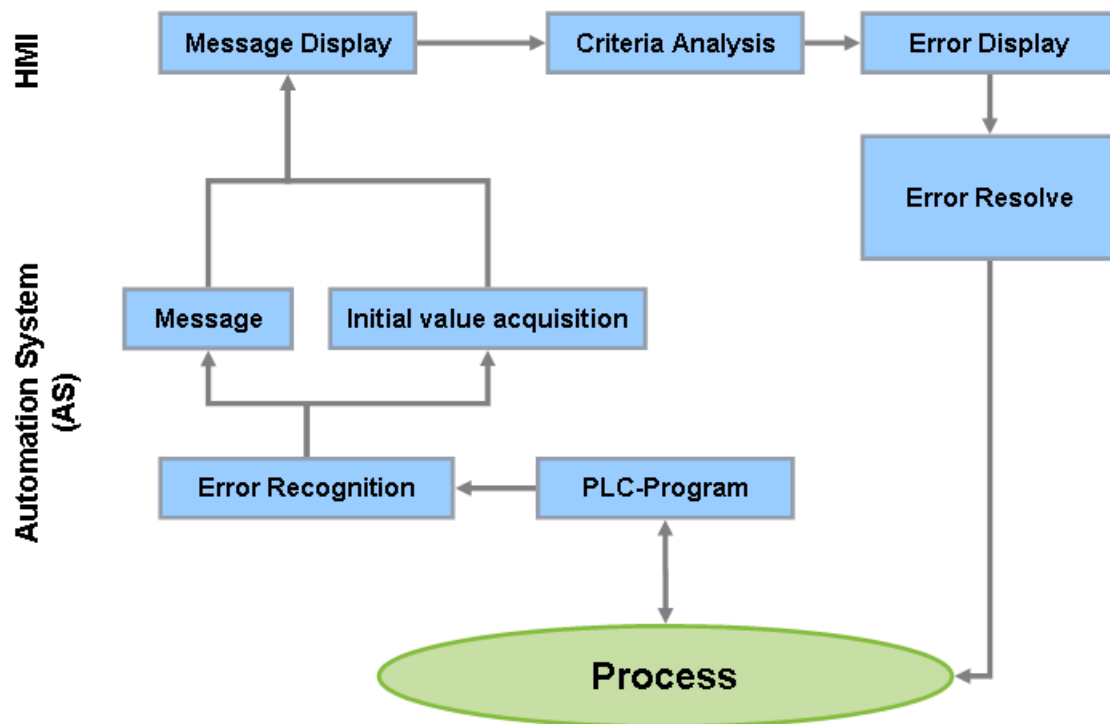 HMI
Message Display
Criteria Analysis
Error Display
Error Resolve
Automation System
(AS)
Message
Initial value acquisition
Error Recognition
PLC-Program
Process